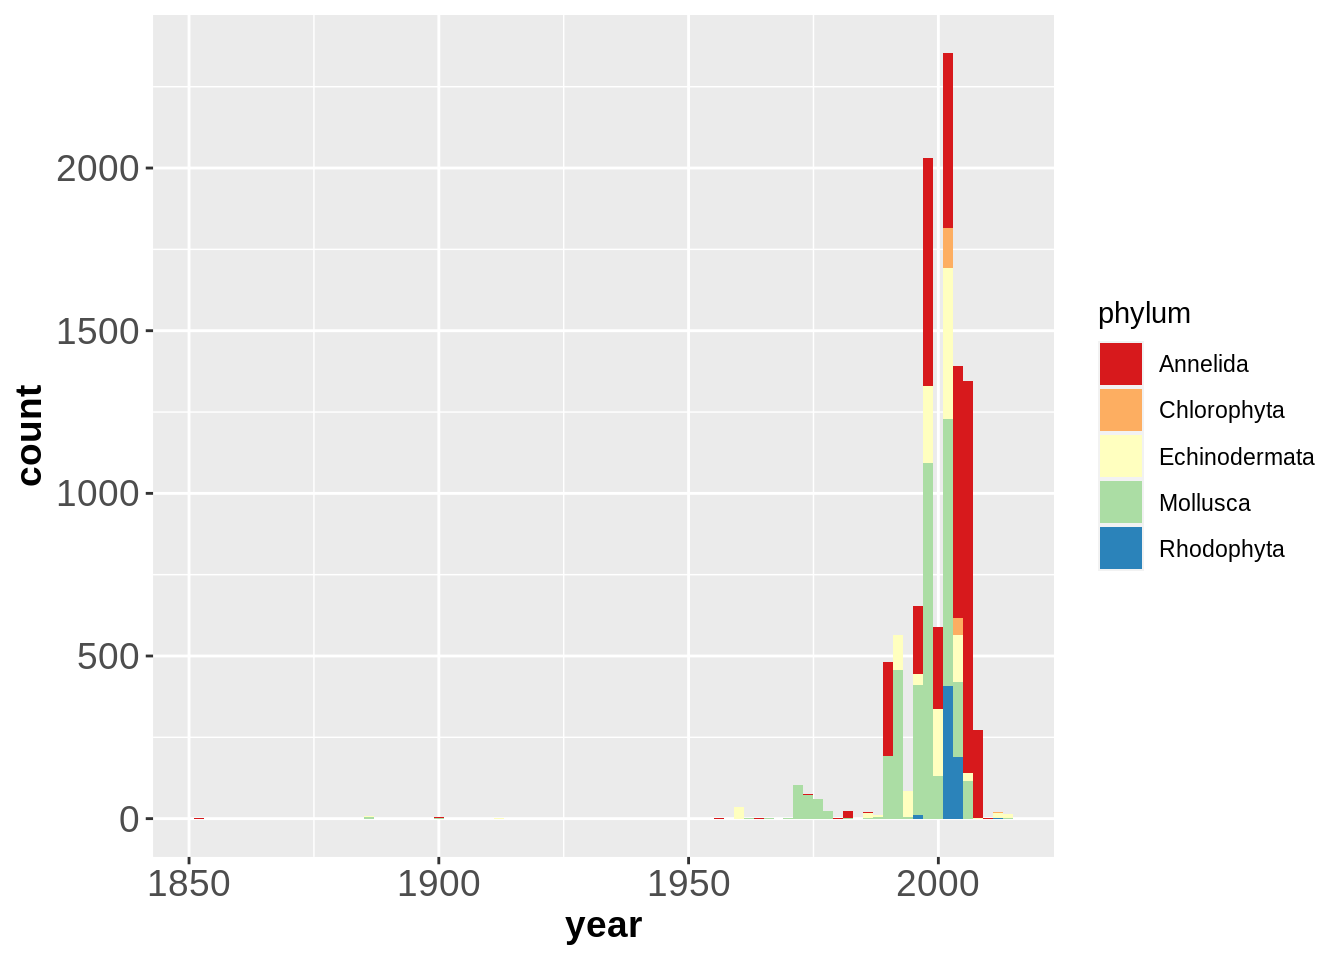 2000
1500
1000
500
0
count
1850 1900 1950 2000
year
phylum
Annelida
Chlorophyta
Echinodermata
Mollusca
Rhodophyta